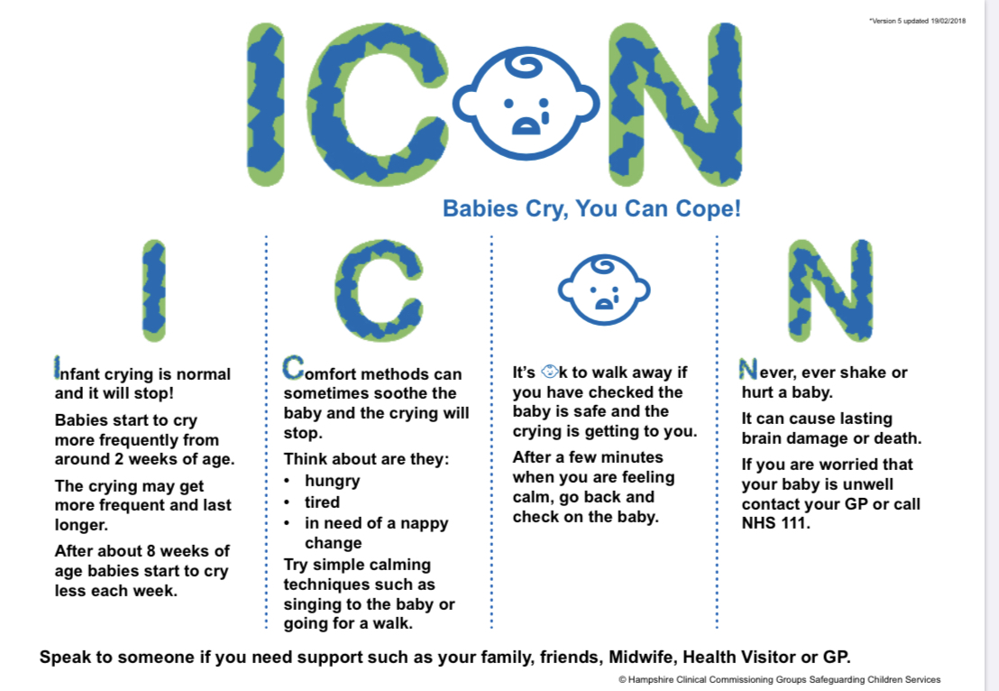 *Version 5 updated 19/02/2018
ICON
Babies Cry, You Can Cope!
I
Infant crying is normal
and it will stop!
Babies start to cry
more frequently from
around 2 weeks of age.
The crying may get
more frequent and last
longer.
After about 8 weeks of
age babies start to cry
less each week.
C
Comfort methods can
sometimes soothe the
baby and the crying will
stop.
Think about are they:
• hungry
• tired
• in need of a nappy
change
Try simple calming
techniques such as
singing to the baby or
going for a walk.
It's Ok to walk away if
you have checked the
baby is safe and the
crying is getting to you.
After a few minutes
when you are feeling
calm, go back and
check on the baby.
N
Never, ever shake or
hurt a baby.
It can cause lasting
brain damage or death.
If you are worried that
your baby is unwell
contact your GP or call
NHS 111.
Speak to someone if you need support such as your family, friends, Midwife, Health Visitor or GP.
© Hampshire Clinical Commissioning Groups Safeguarding Children Services